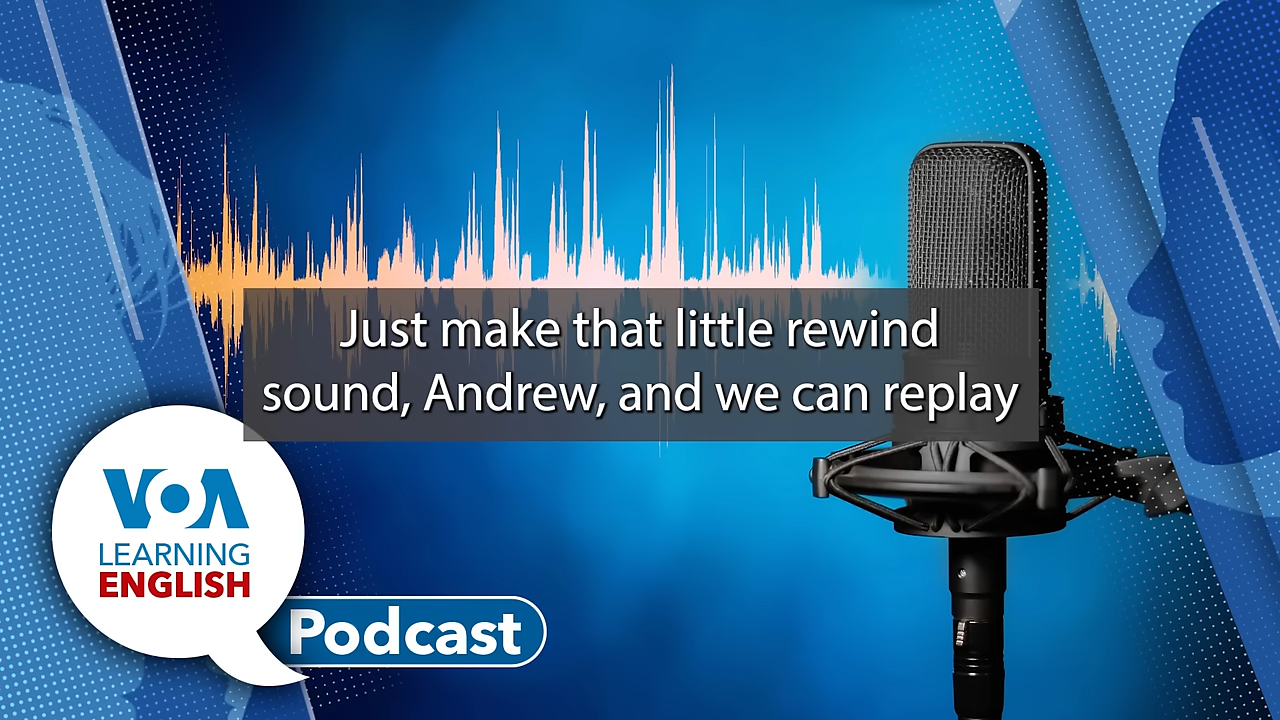 Just make that little rewind
sound, Andrew, and we can replay
VOA
LEARNING
ENGLISH
Podcast